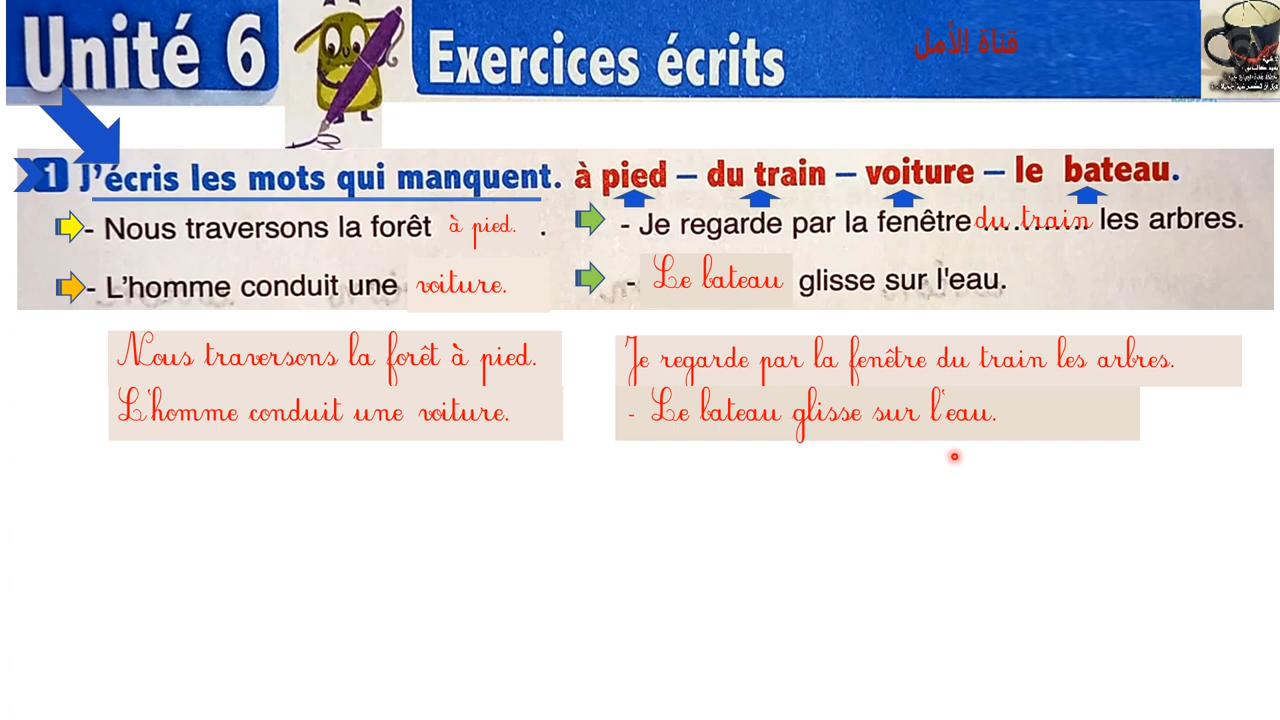 Unité 6
Exercices écrits
قناة الأمل
1 J'écris les mots qui manquent. à pied – du train – voiture – le bateau.
- Nous traversons la forêt à pied. .
- Je regarde par la fenêtre du train les arbres.
- L'homme conduit une voiture.
- Le bateau glisse sur l'eau.
Nous traversons la forêt à pied.
Je regarde par la fenêtre du train les arbres.
L'homme conduit une voiture.
- Le bateau glisse sur l'eau.